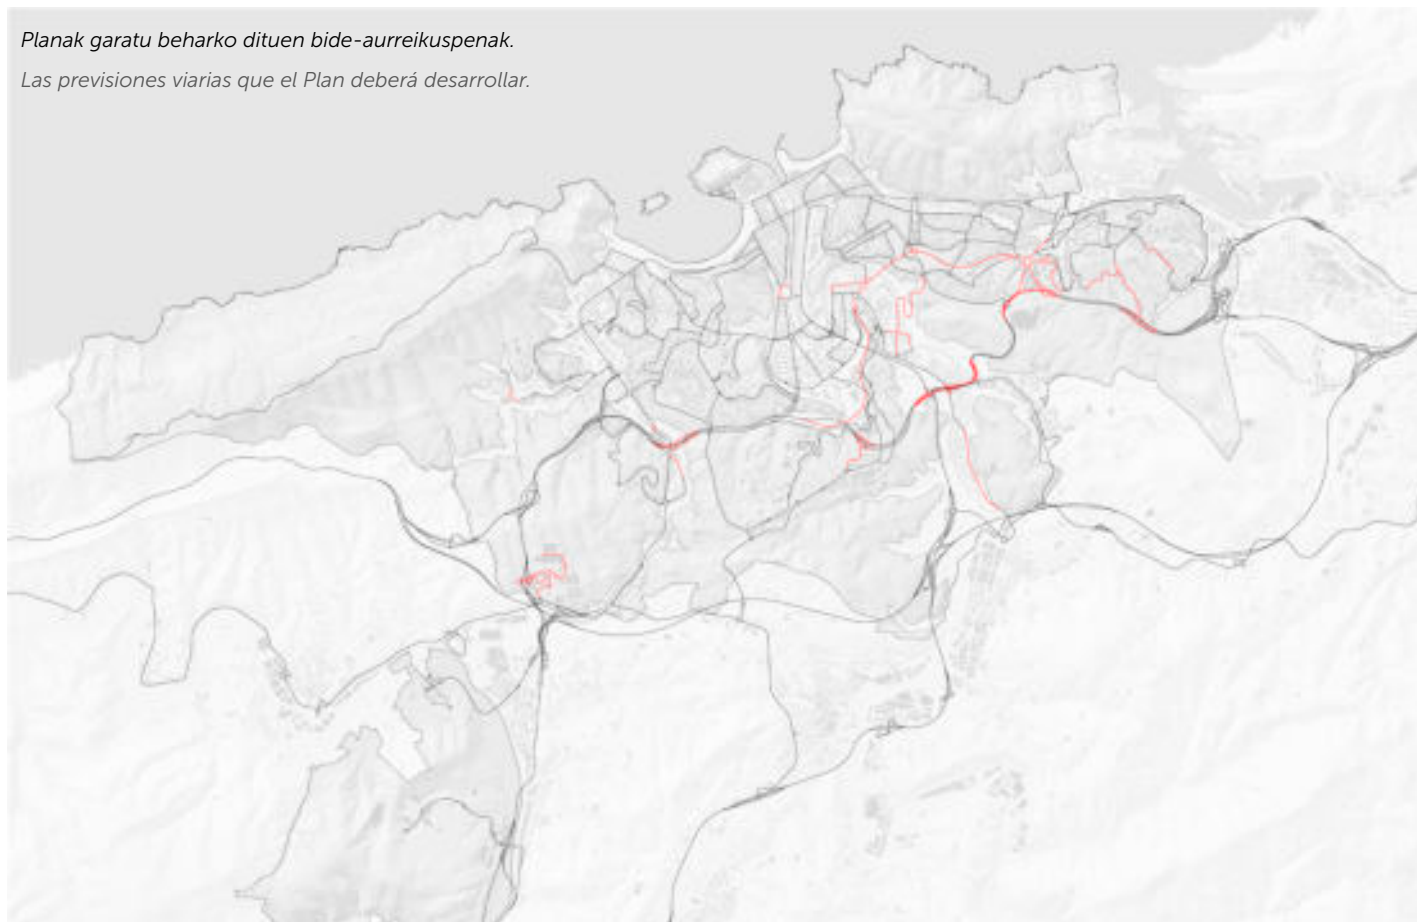 Planak garatu beharko dituen bide-aurreikuspenak.
Las previsiones viarias que el Plan deberá desarrollar.